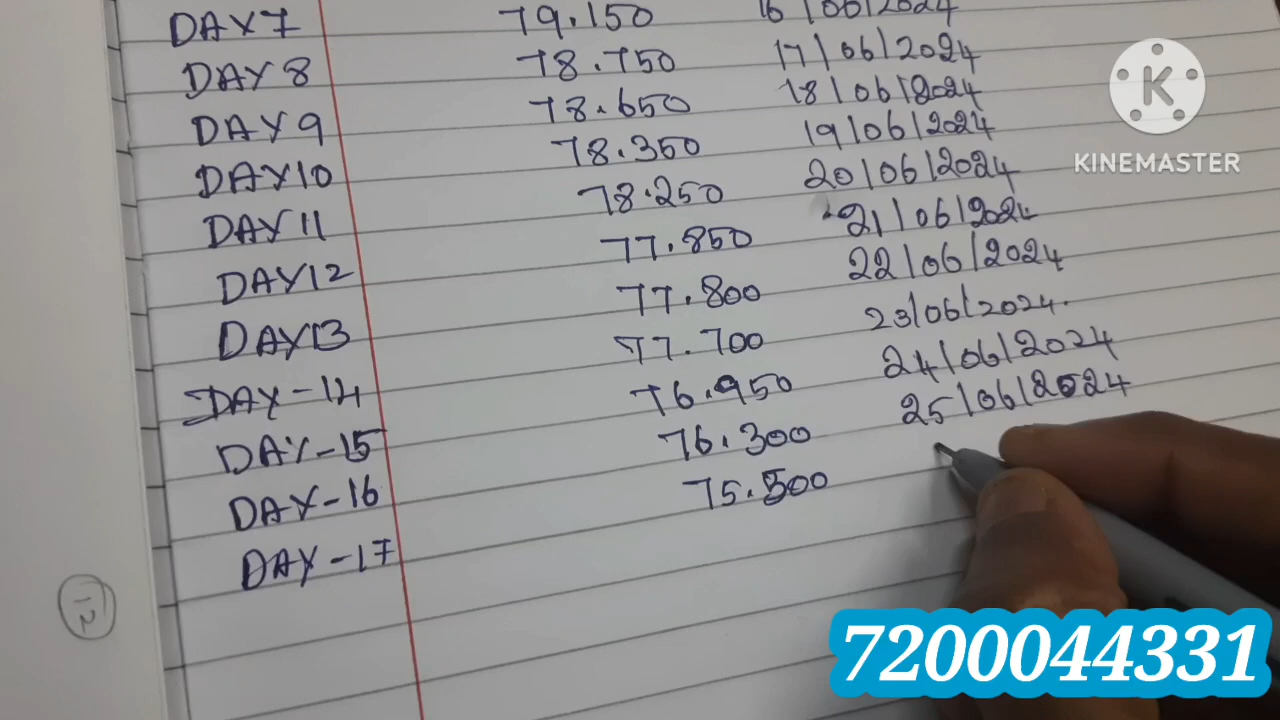 DAY7 79.150 16/06/2024
DAY 8 78.750 17/06/2024
DAY9 78.650 18/06/2024
DAY10 78.350 19/06/2024
DAY11 78.250 20/06/2024
DAY12 77.850 21/06/2024
DAY13 77.800 22/06/2024
DAY-14 77.700 23/06/2024.
DAY-15 76.950 24/06/2024
DAY-16 76.300 25/06/2024
DAY-17 75.500
K
KINEMASTER
7200044331